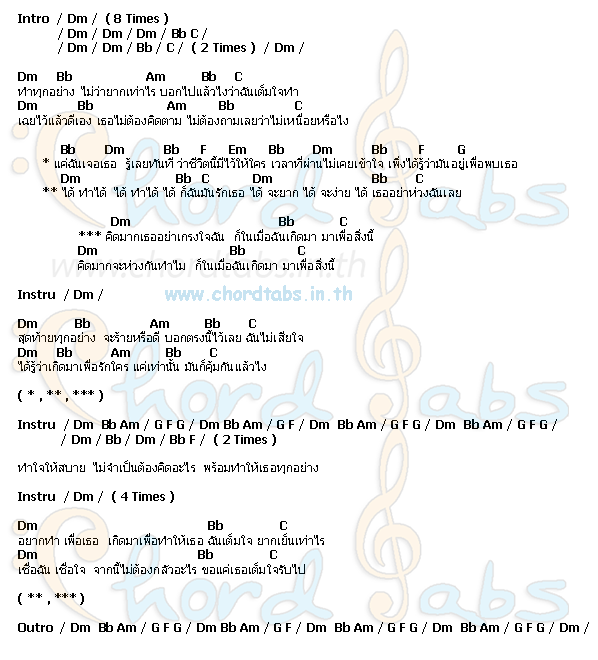 Intro / Dm / ( 8 Times )
/ Dm / Dm / Dm / Bb C /
/ Dm / Dm / Bb / C / ( 2 Times ) / Dm /
Dm Bb Am Bb C
ทำทุกอย่าง ไม่ว่ายากเท่าไร บอกไปแล้วไงว่าฉันเต็มใจทำ
Dm Bb Am Bb C
เฉยไว้แล้วดีเอง เธอไม่ต้องคิดตาม ไม่ต้องถามเลยว่าไม่เหนื่อยหรือไง
Bb Dm Bb F Em Bb Dm Bb F G
* แค่ฉันเจอเธอ รู้เลยทันที ว่าชีวิตนี้มีไว้ให้ใคร เวลาที่ผ่านไม่เคยเข้าใจ เพิ่งได้รู้ว่ามันอยู่เพื่อพบเธอ
Dm Bb C Dm Bb C
** ได้ ทำได้ ได้ ทำได้ ได้ ก็ฉันมันรักเธอ ได้ จะยาก ได้ จะง่าย ได้ เธออย่าห่วงฉันเลย
Dm Bb C
*** คิดมากเธออย่าเกรงใจฉัน ก็ในเมื่อฉันเกิดมา มาเพื่อสิ่งนี้
Dm Bb C
คิดมากจะห่วงกันทำไม ก็ในเมื่อฉันเกิดมา มาเพื่อสิ่งนี้
www.chordtabs.in.th
Instru / Dm /
www.chordtabs.in.th
Dm Bb Am Bb C
สุดท้ายทุกอย่าง จะร้ายหรือดี บอกตรงนี้ไว้เลย ฉันไม่เสียใจ
Dm Bb Am Bb C
ได้รู้ว่าเกิดมาเพื่อรักใคร แค่เท่านั้น มันก็คุ้มกันแล้วไง
( * , ** , *** )
Instru / Dm Bb Am / G F G / Dm Bb Am / G F / Dm Bb Am / G F G / Dm Bb Am / G F G /
/ Dm / Bb / Dm / Bb F / ( 2 Times )
ทำใจให้สบาย ไม่จำเป็นต้องคิดอะไร พร้อมทำให้เธอทุกอย่าง
Instru / Dm / ( 4 Times )
Dm Bb C
อยากทำ เพื่อเธอ เกิดมาเพื่อทำให้เธอ ฉันเต็มใจ ยากเย็นเท่าไร
Dm Bb C
เชื่อฉัน เชื่อใจ จากนี้ไม่ต้องกลัวอะไร ขอแค่เธอเต็มใจรับไป
( ** , *** )
Outro / Dm Bb Am / G F G / Dm Bb Am / G F / Dm Bb Am / G F G / Dm Bb Am / G F G / Dm /